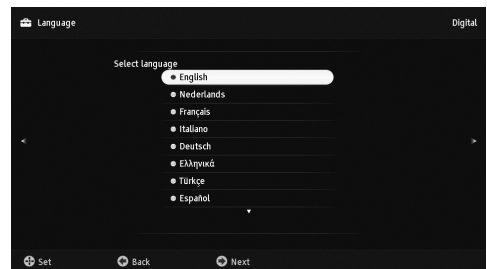 Language
Digital
Select language
English
Nederlands
Français
Italiano
Deutsch
Ελληνικά
Türkçe
Español
Set
Back
Next